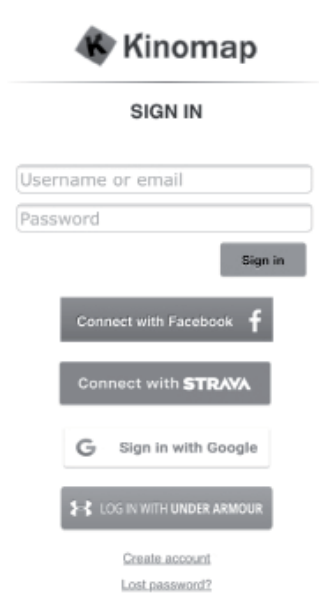 Kinomap
SIGN IN
Username or email
Password
Sign in
Connect with Facebook f
Connect with STRAVA
G Sign in with Google
LOG IN WITH UNDER ARMOUR
Create account
Lost password?